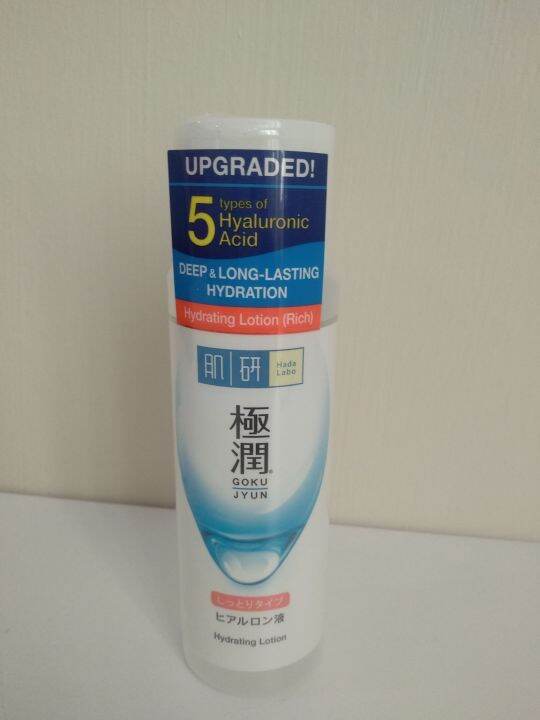 UPGRADED!
5 types of
Hyaluronic
Acid
DEEP & LONG-LASTING
HYDRATION
Hydrating Lotion (Rich)
肌研 Hada
Labo
極
潤®
GOKU
JYUN
しっとりタイプ
ヒアルロン液
Hydrating Lotion